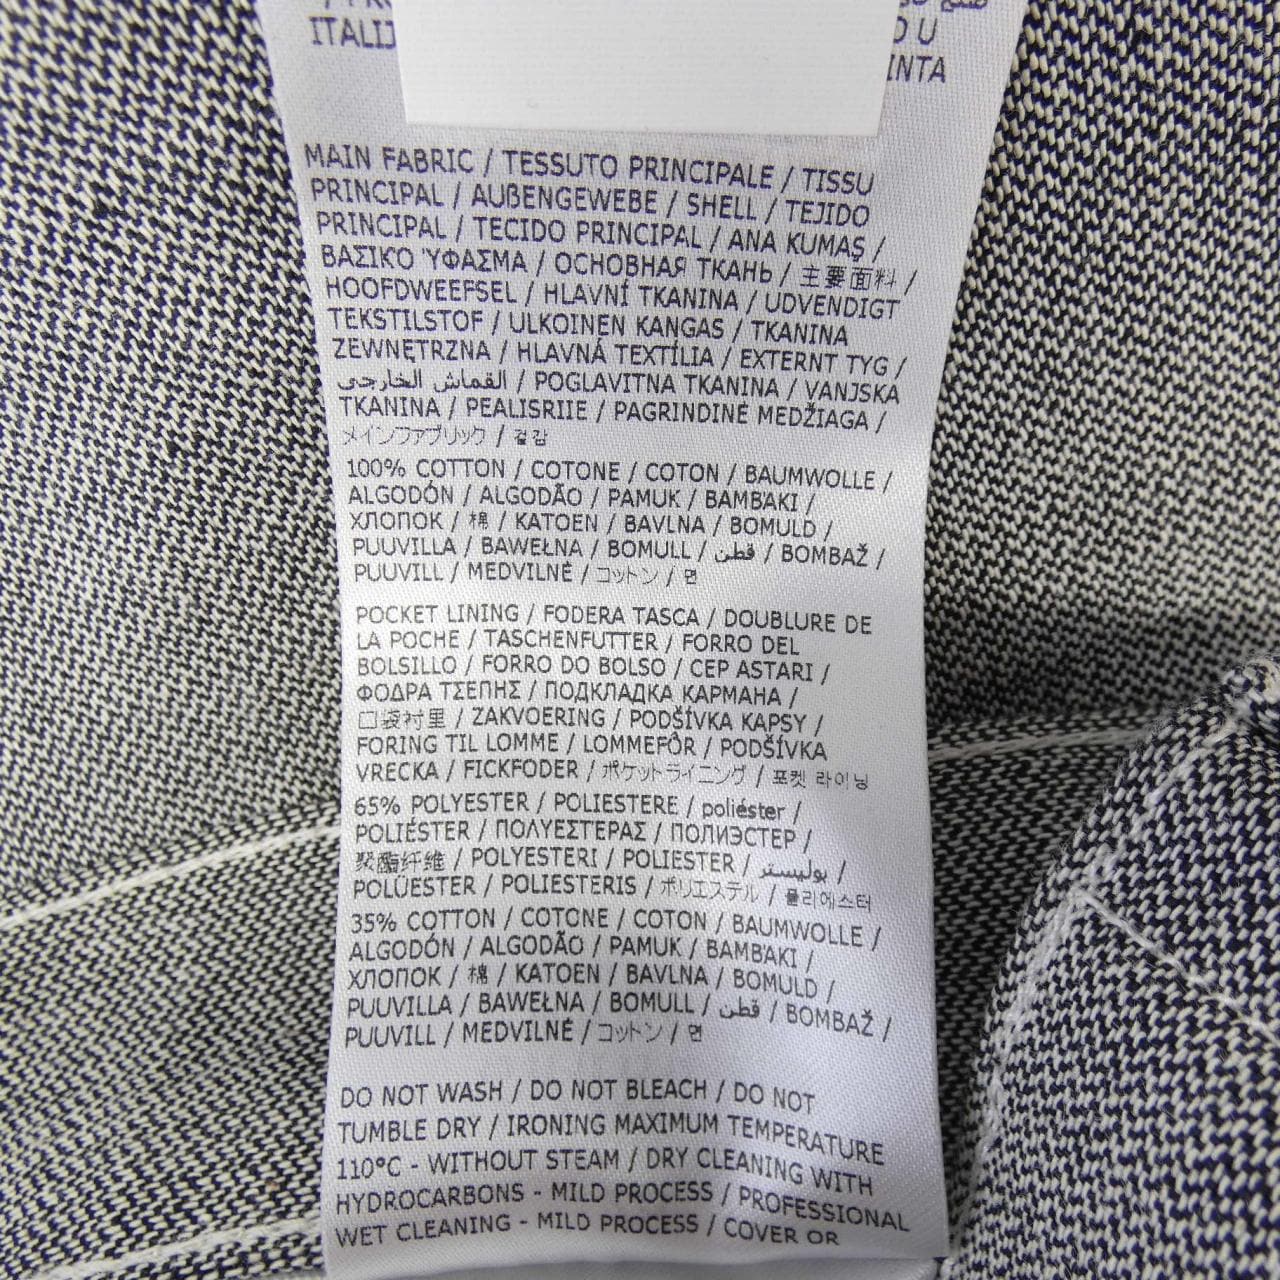 ITALIJ
U
INTA
MAIN FABRIC / TESSUTO PRINCIPALE / TISSU
PRINCIPAL / AUßENGEWEBE / SHELL / TEJIDO
PRINCIPAL / TECIDO PRINCIPAL / ANA KUMAŞ /
ΒΑΣΙΚΌ ΎΦΑΣΜΑ / ОСНОВНАЯ ТКАНЬ / 主要面料 /
HOOFDWEEFSEL / HLAVNÍ TKANINA / UDVENDIGT
TEKSTILSTOF / ULKOINEN KANGAS / TKANINA
ZEWNĘTRZNA / HLAVNÁ TEXTÍLIA / EXTERNT TYG /
القماش الخارجي / POGLAVITNA TKANINA / VANJSKA
TKANINA / PEALISRIIE / PAGRINDINĖ MEDŽIAGA /
メインファブリック / 겉감
100% COTTON / COTONE / COTON / BAUMWOLLE /
ALGODÓN / ALGODÃO / PAMUK / ΒΑΜΒΆΚΙ /
ХЛОПОК / 棉 / KATOEN / BAVLNA / BOMULD /
PUUVILLA / BAWEŁNA / BOMULL / قطن / BOMBAŽ /
PUUVILL / MEDVILNĖ / コットン / 면
POCKET LINING / FODERA TASCA / DOUBLURE DE
LA POCHE / TASCHENFUTTER / FORRO DEL
BOLSILLO / FORRO DO BOLSO / CEP ASTARI /
ΦΟΔΡΑ ΤΣΕΠΗΣ / ПОДКЛАДКА КАРМАНА /
口袋衬里 / ZAKVOERING / PODŠÍVKA KAPSY /
FORING TIL LOMME / LOMMEFÔR / PODŠÍVKA
VRECKA / FICKFODER / ポケットライニング / 포켓 라이닝
65% POLYESTER / POLIESTERE / poliéster /
POLIÉSTER / ΠΟΛΥΕΣΤΕΡΑΣ / ПОЛИЭСТЕР /
聚酯纤维 / POLYESTERI / POLIESTER / بوليستر /
POLÜESTER / POLIESTERIS / ポリエステル / 폴리에스터
35% COTTON / COTONE / COTON / BAUMWOLLE /
ALGODÓN / ALGODÃO / PAMUK / ΒΑΜΒΆΚΙ /
ХЛОПОК / 棉 / KATOEN / BAVLNA / BOMULD /
PUUVILLA / BAWEŁNA / BOMULL / قطن / BOMBAŽ /
PUUVILL / MEDVILNĖ / コットン / 면
DO NOT WASH / DO NOT BLEACH / DO NOT
TUMBLE DRY / IRONING MAXIMUM TEMPERATURE
110°C - WITHOUT STEAM / DRY CLEANING WITH
HYDROCARBONS - MILD PROCESS / PROFESSIONAL
WET CLEANING - MILD PROCESS / COVER OR